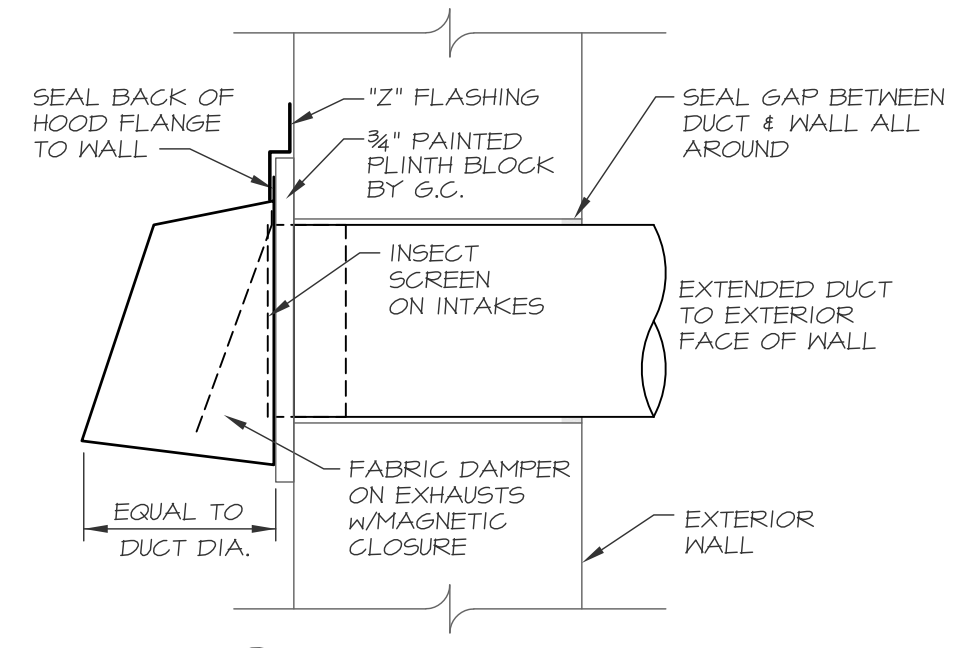 SEAL BACK OF
HOOD FLANGE
TO WALL
"Z" FLASHING
¾" PAINTED
PLINTH BLOCK
BY G.C.
SEAL GAP BETWEEN
DUCT & WALL ALL
AROUND
INSECT
SCREEN
ON INTAKES
EXTENDED DUCT
TO EXTERIOR
FACE OF WALL
FABRIC DAMPER
ON EXHAUSTS
W/MAGNETIC
CLOSURE
EQUAL TO
DUCT DIA.
EXTERIOR
WALL